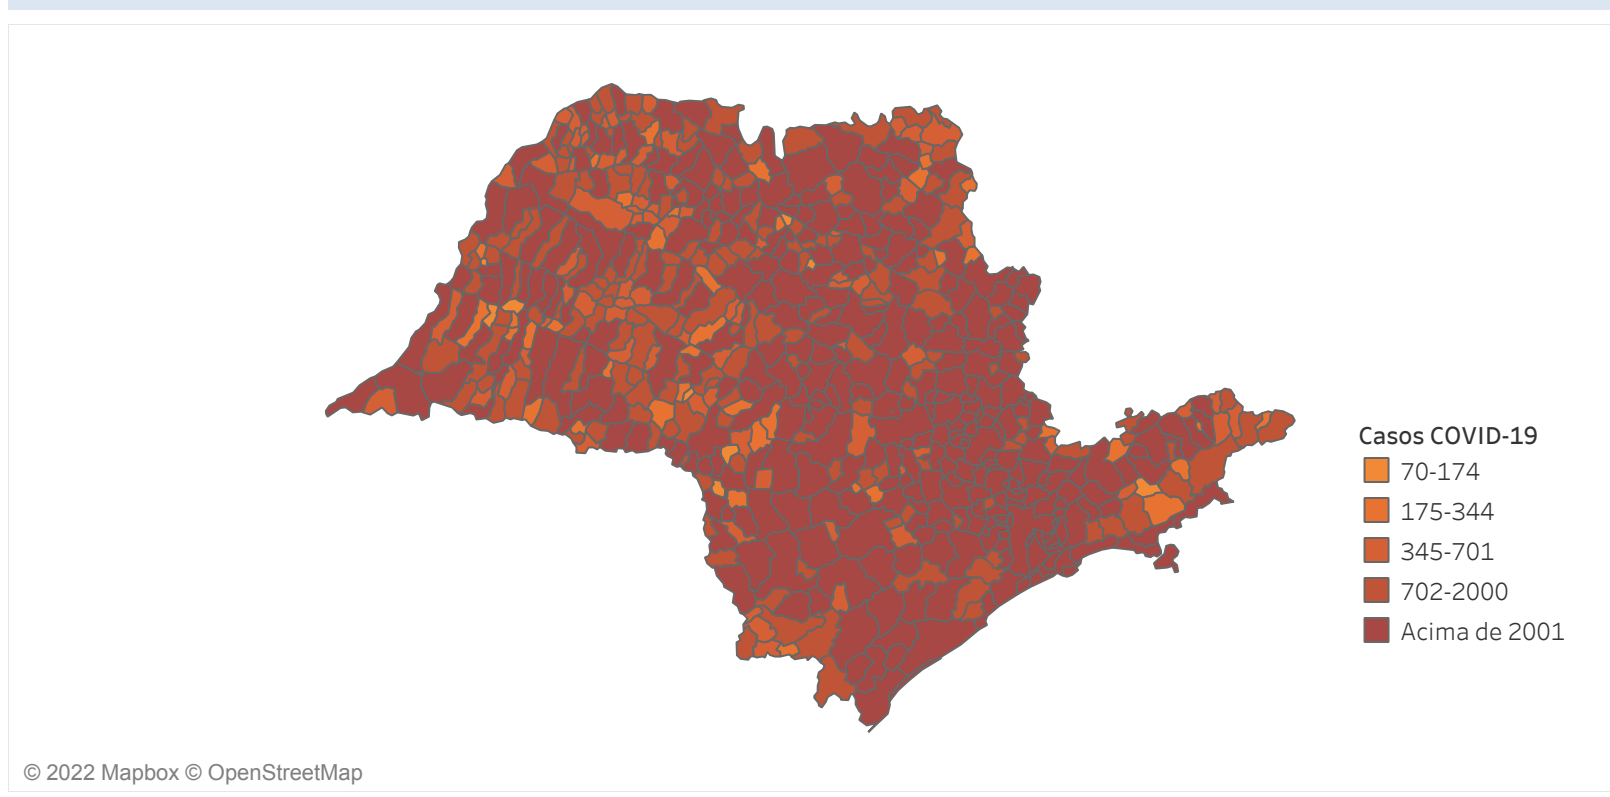 Casos COVID-19
70-174
175-344
345-701
702-2000
Acima de 2001
© 2022 Mapbox © OpenStreetMap